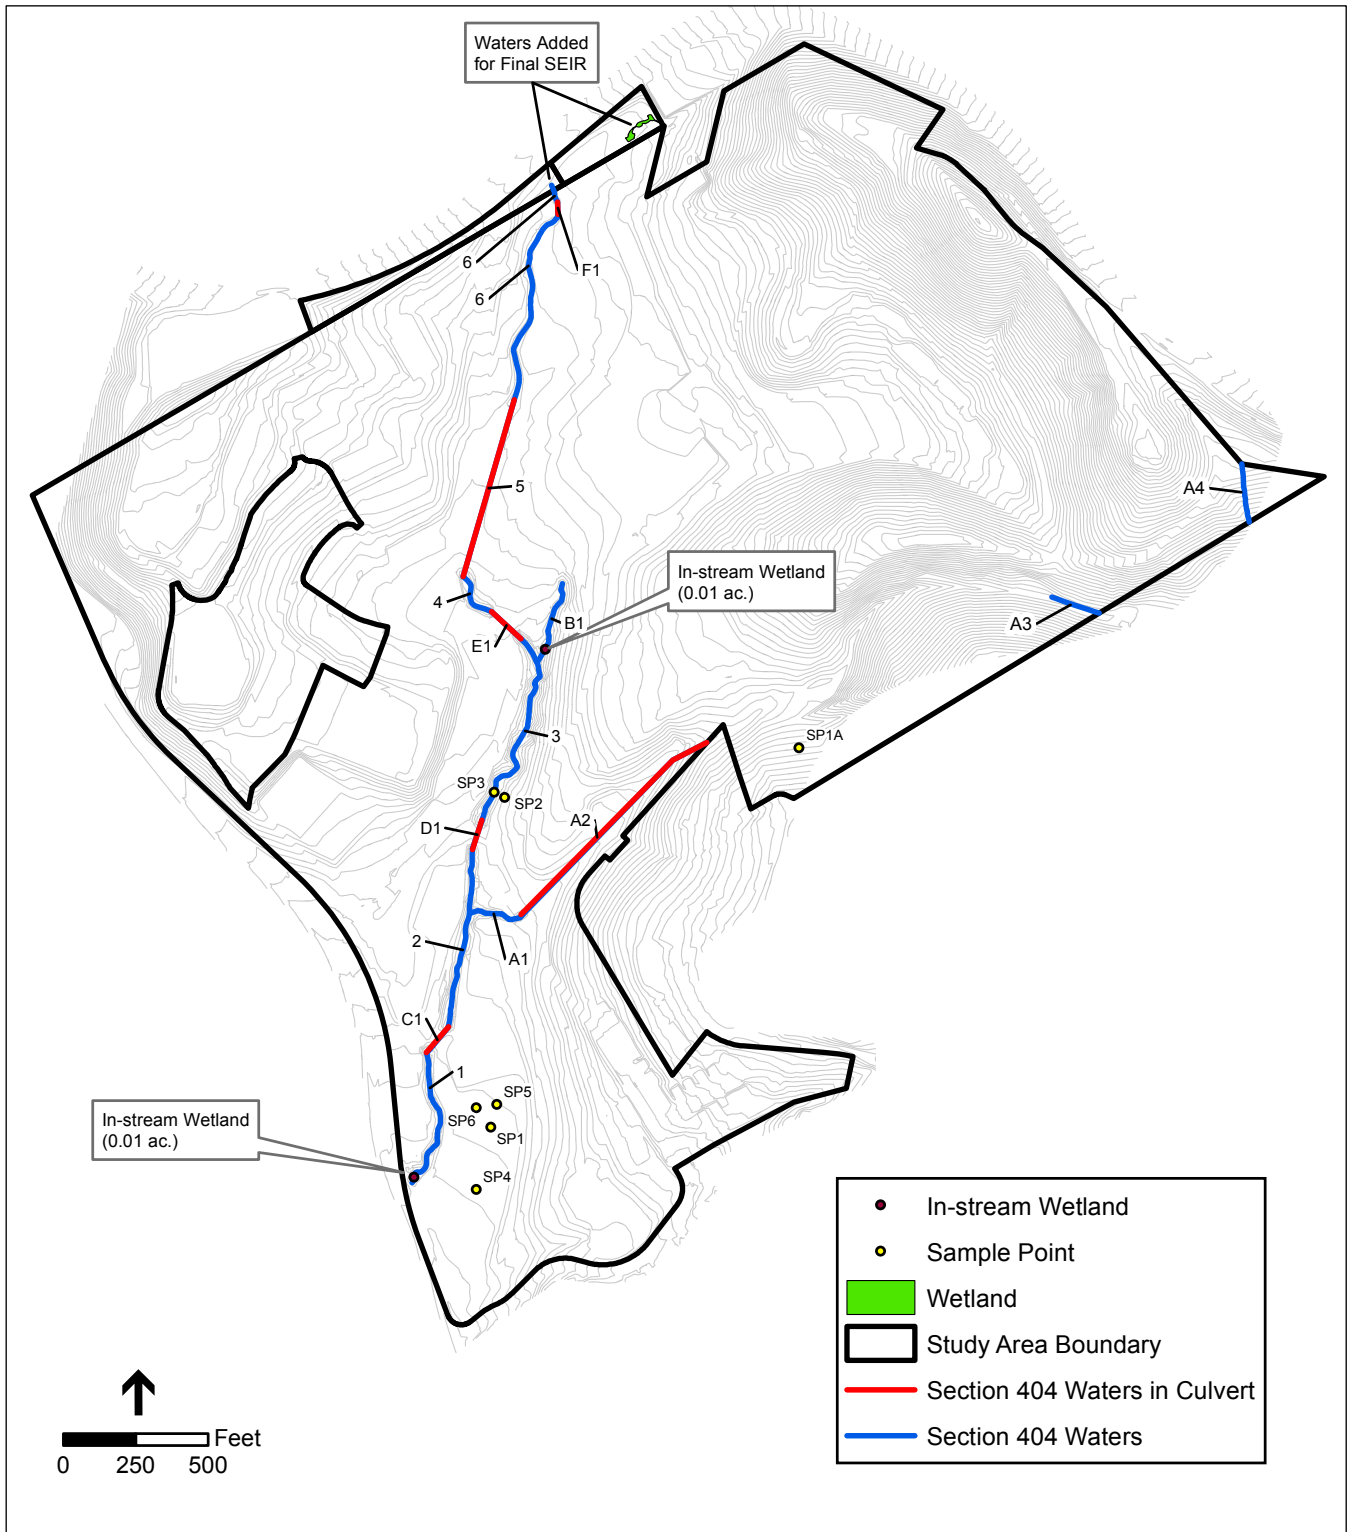 Waters Added
for Final SEIR
6
F1
6
5
A4
In-stream Wetland
(0.01 ac.)
4
B1
A3
E1
3
SP1A
SP3
SP2
A2
D1
2
A1
C1
1
SP5
SP6
SP1
In-stream Wetland
(0.01 ac.)
SP4
In-stream Wetland
Sample Point
Wetland
Study Area Boundary
Section 404 Waters in Culvert
Section 404 Waters
Feet
0 250 500